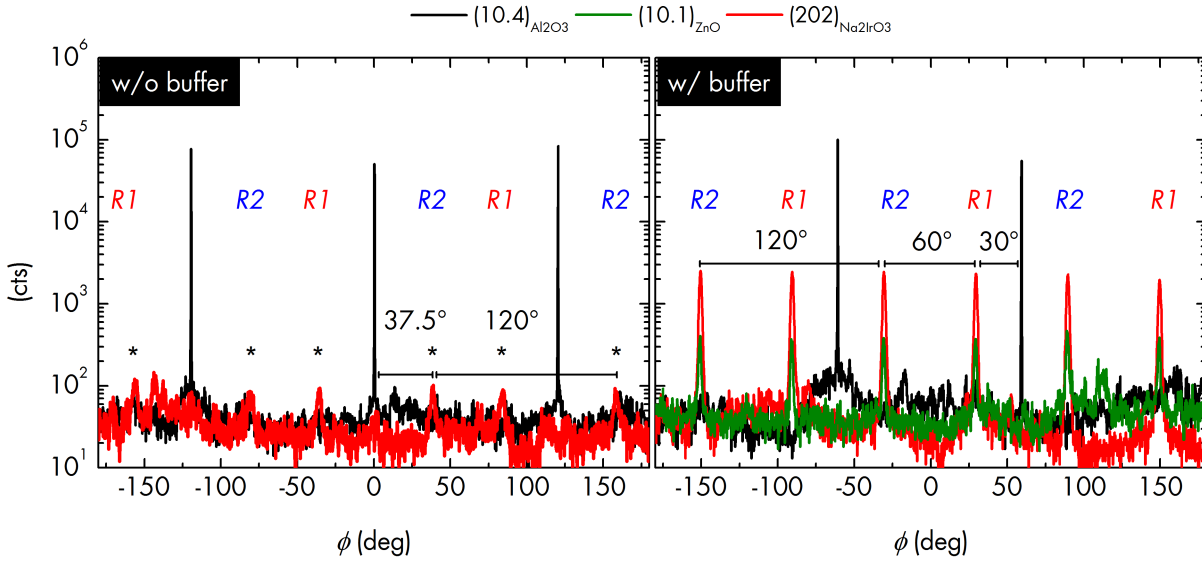 (10.4)Al2O3 (10.1)ZnO (202)Na2IrO3
w/o buffer w/ buffer
10^6
10^5
10^4
10^3
10^2
10^1
(cts)
R1 R2 R1 R2 R1 R2
R2 R1 R2 R1 R2 R1
120° 60° 30°
37.5° 120°
* * * * * *
-150 -100 -50 0 50 100 150
-150 -100 -50 0 50 100 150
ϕ (deg) ϕ (deg)